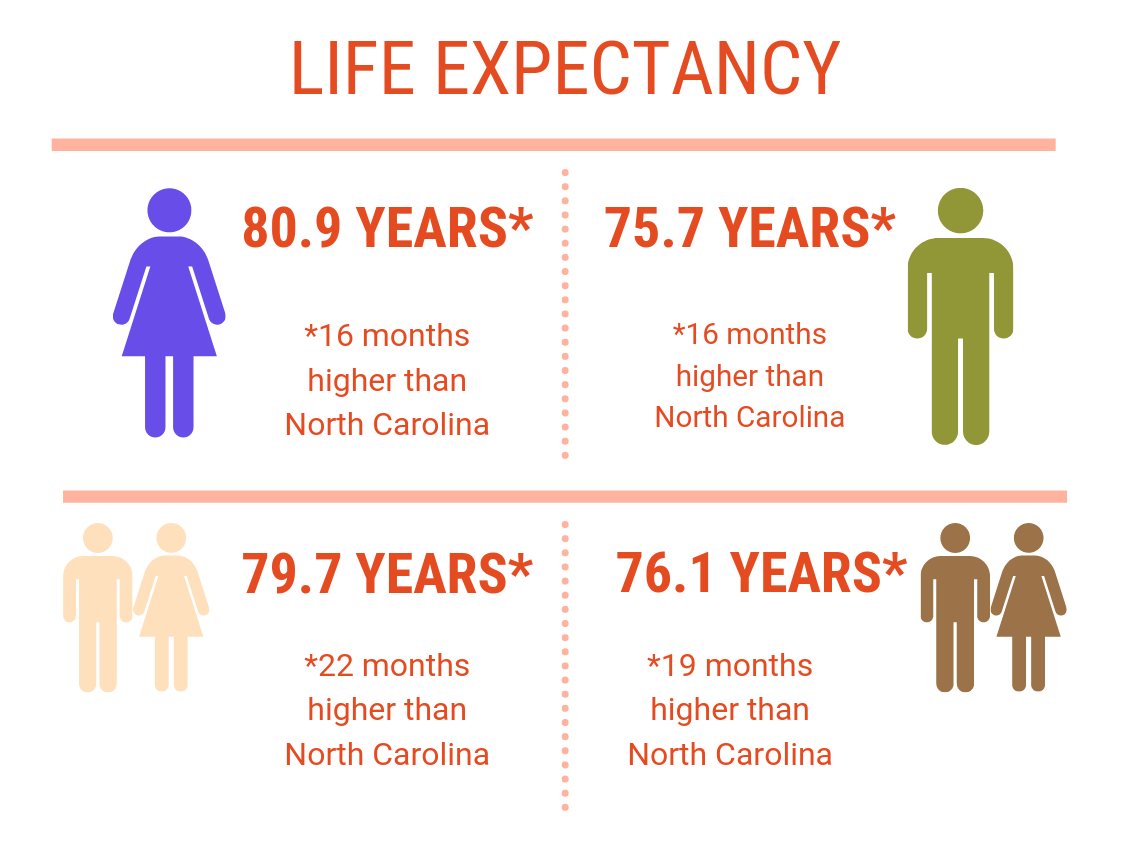 LIFE EXPECTANCY
80.9 YEARS*
*16 months
higher than
North Carolina
75.7 YEARS*
*16 months
higher than
North Carolina
79.7 YEARS*
*22 months
higher than
North Carolina
76.1 YEARS*
*19 months
higher than
North Carolina